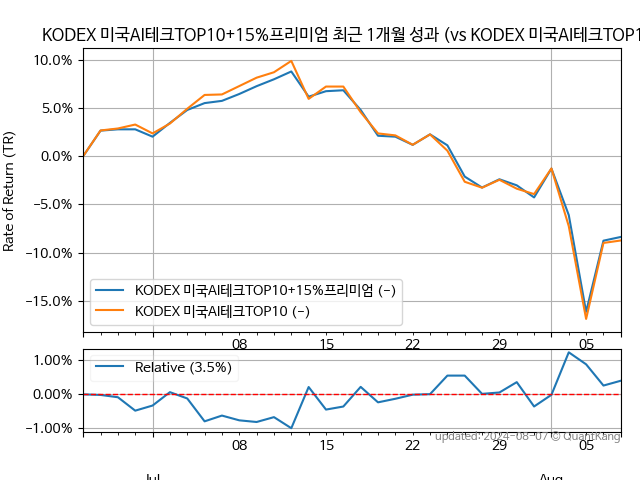 KODEX 미국AI테크TOP10+15%프리미엄 최근 1개월 성과 (vs KODEX 미국AI테크TOP1
10.0%
5.0%
0.0%
−5.0%
−10.0%
−15.0%
Rate of Return (TR)
KODEX 미국AI테크TOP10+15%프리미엄 (-)
KODEX 미국AI테크TOP10 (-)
08 15 22 29 05
1.00%
0.00%
−1.00%
Relative (3.5%)
08 15 22 29 05
updated: 2024-08-07 © QuantKang
Jul Aug